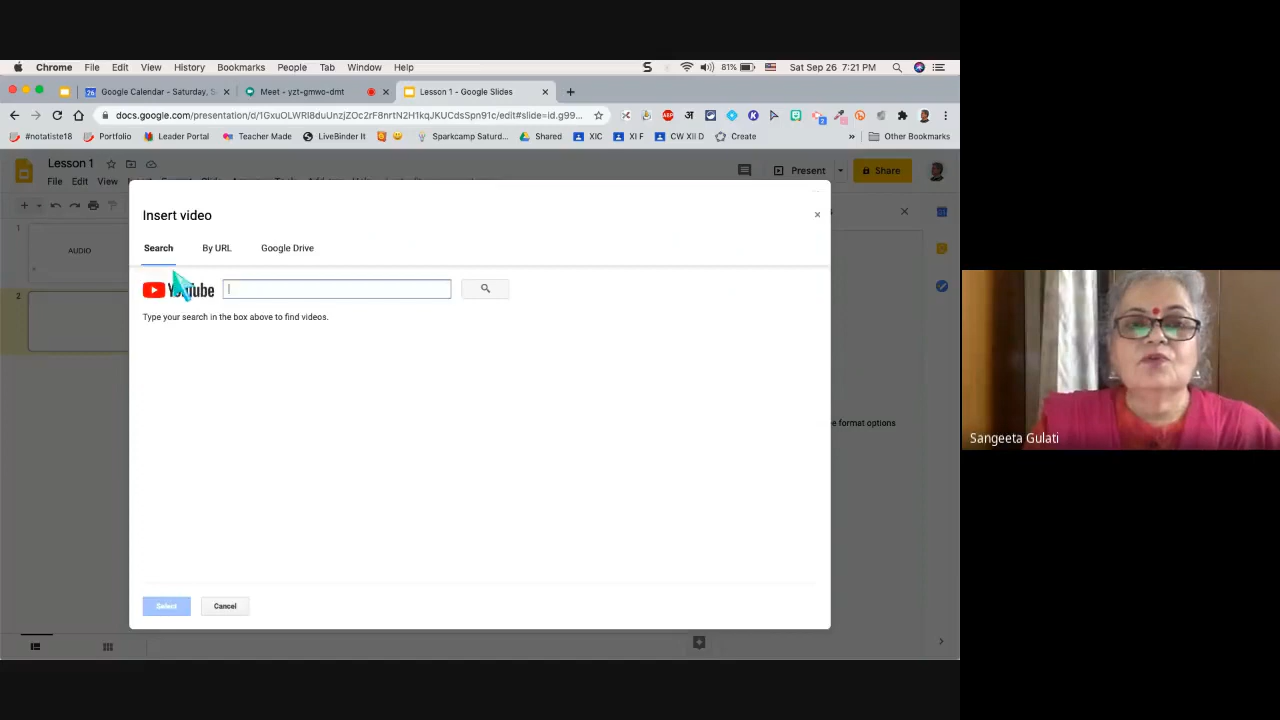 Chrome File Edit View History Bookmarks People Tab Window Help 81% Sat Sep 26 7:21 PM
Google Calendar - Saturday, S Meet - yzt-gmwo-dmt Lesson 1 - Google Slides
docs.google.com/presentation/d/1GxuOLWRI8duUnzjZOc2rF8nrtN2H1kqJKUCdsSpn91c/edit#slide=id.g99...
#notatiste18 Portfolio Leader Portal Teacher Made LiveBinder It Sparkcamp Saturd... Shared XIC XI F CW XII D Create » Other Bookmarks
Lesson 1
File Edit View
Present Share
Insert video
Search By URL Google Drive
YouTube
Type your search in the box above to find videos.
1 AUDIO
2
e format options
Select Cancel
Sangeeta Gulati